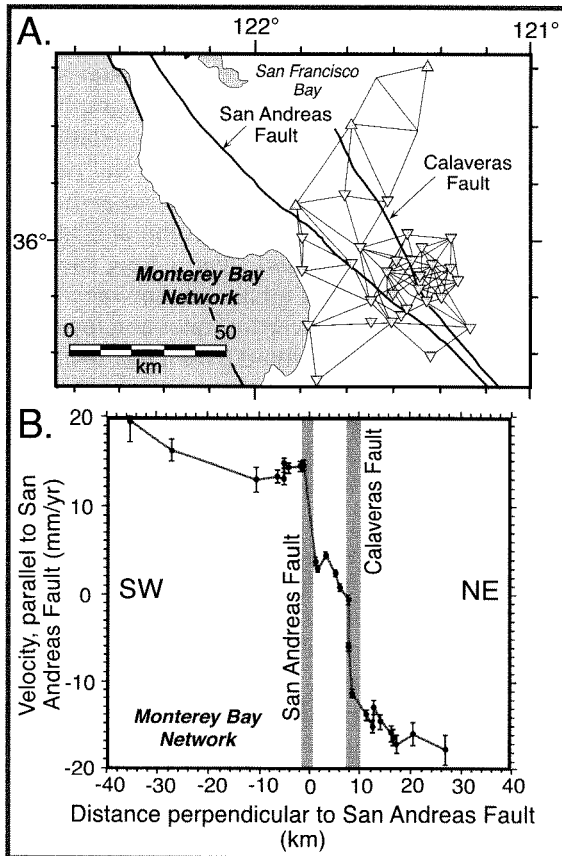 A.
122°
121°
San Francisco
Bay
San Andreas
Fault
Calaveras
Fault
36°
Monterey Bay
Network
0
50
km
B.
20
10
0
-10
-20
Velocity, parallel to San
Andreas Fault (mm/yr)
SW
NE
San Andreas Fault
Calaveras Fault
Monterey Bay
Network
-40 -30 -20 -10 0 10 20 30 40
Distance perpendicular to San Andreas Fault
(km)